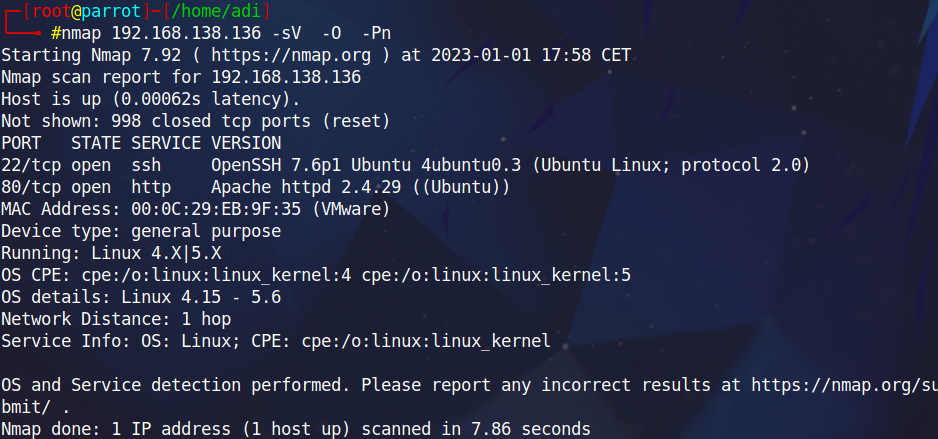 ┌─[root@parrot]─[/home/adi]
└──╼ #nmap 192.168.138.136 -sV  -O  -Pn
Starting Nmap 7.92 ( https://nmap.org ) at 2023-01-01 17:58 CET
Nmap scan report for 192.168.138.136
Host is up (0.00062s latency).
Not shown: 998 closed tcp ports (reset)
PORT   STATE SERVICE VERSION
22/tcp open  ssh     OpenSSH 7.6p1 Ubuntu 4ubuntu0.3 (Ubuntu Linux; protocol 2.0)
80/tcp open  http    Apache httpd 2.4.29 ((Ubuntu))
MAC Address: 00:0C:29:EB:9F:35 (VMware)
Device type: general purpose
Running: Linux 4.X|5.X
OS CPE: cpe:/o:linux:linux_kernel:4 cpe:/o:linux:linux_kernel:5
OS details: Linux 4.15 - 5.6
Network Distance: 1 hop
Service Info: OS: Linux; CPE: cpe:/o:linux:linux_kernel

OS and Service detection performed. Please report any incorrect results at https://nmap.org/su
bmit/ .
Nmap done: 1 IP address (1 host up) scanned in 7.86 seconds